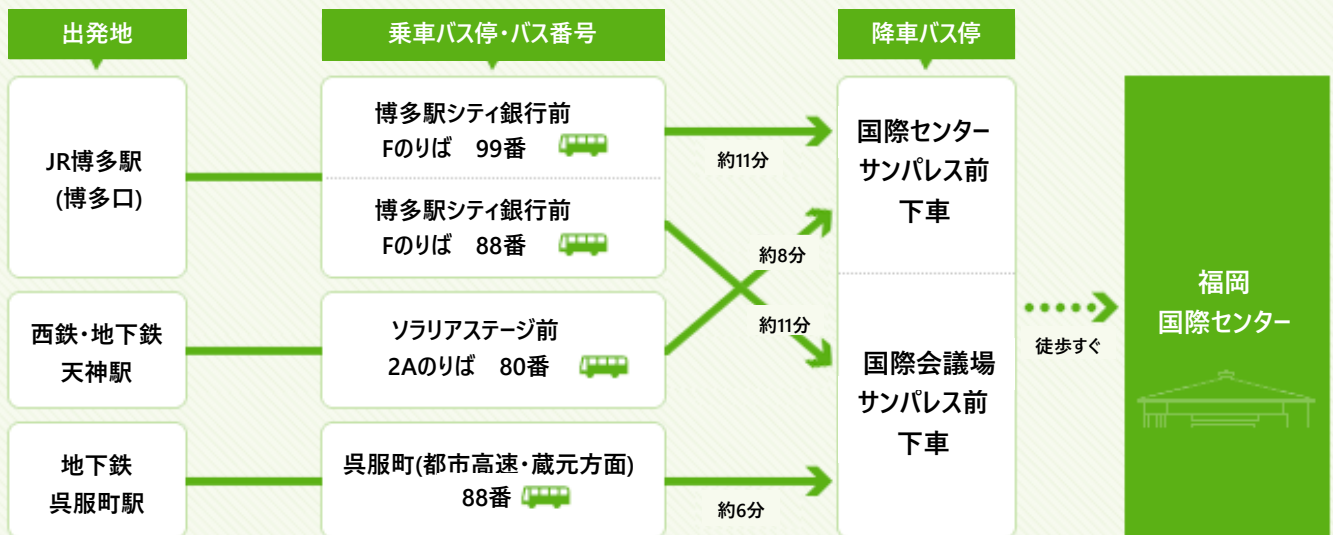 出発地
乗車バス停・バス番号
降車バス停
JR博多駅
(博多口)
博多駅シティ銀行前
Fのりば 99番
博多駅シティ銀行前
Fのりば 88番
約11分
約8分
約11分
国際センター
サンパレス前
下車
西鉄・地下鉄
天神駅
ソラリアステージ前
2Aのりば 80番
国際会議場
サンパレス前
下車
地下鉄
呉服町駅
呉服町(都市高速・蔵元方面)
88番
約6分
徒歩すぐ
福岡
国際センター